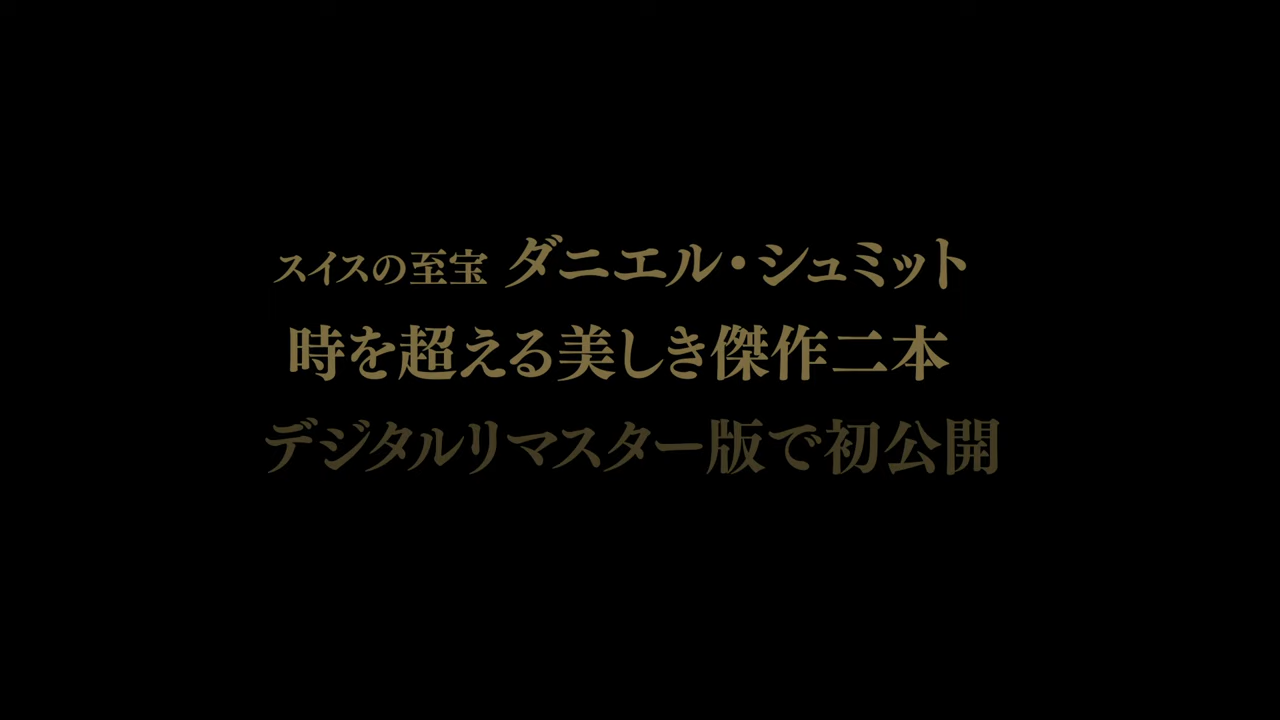 スイスの至宝 ダニエル・シュミット
時を超える美しき傑作二本
デジタルリマスター版で初公開